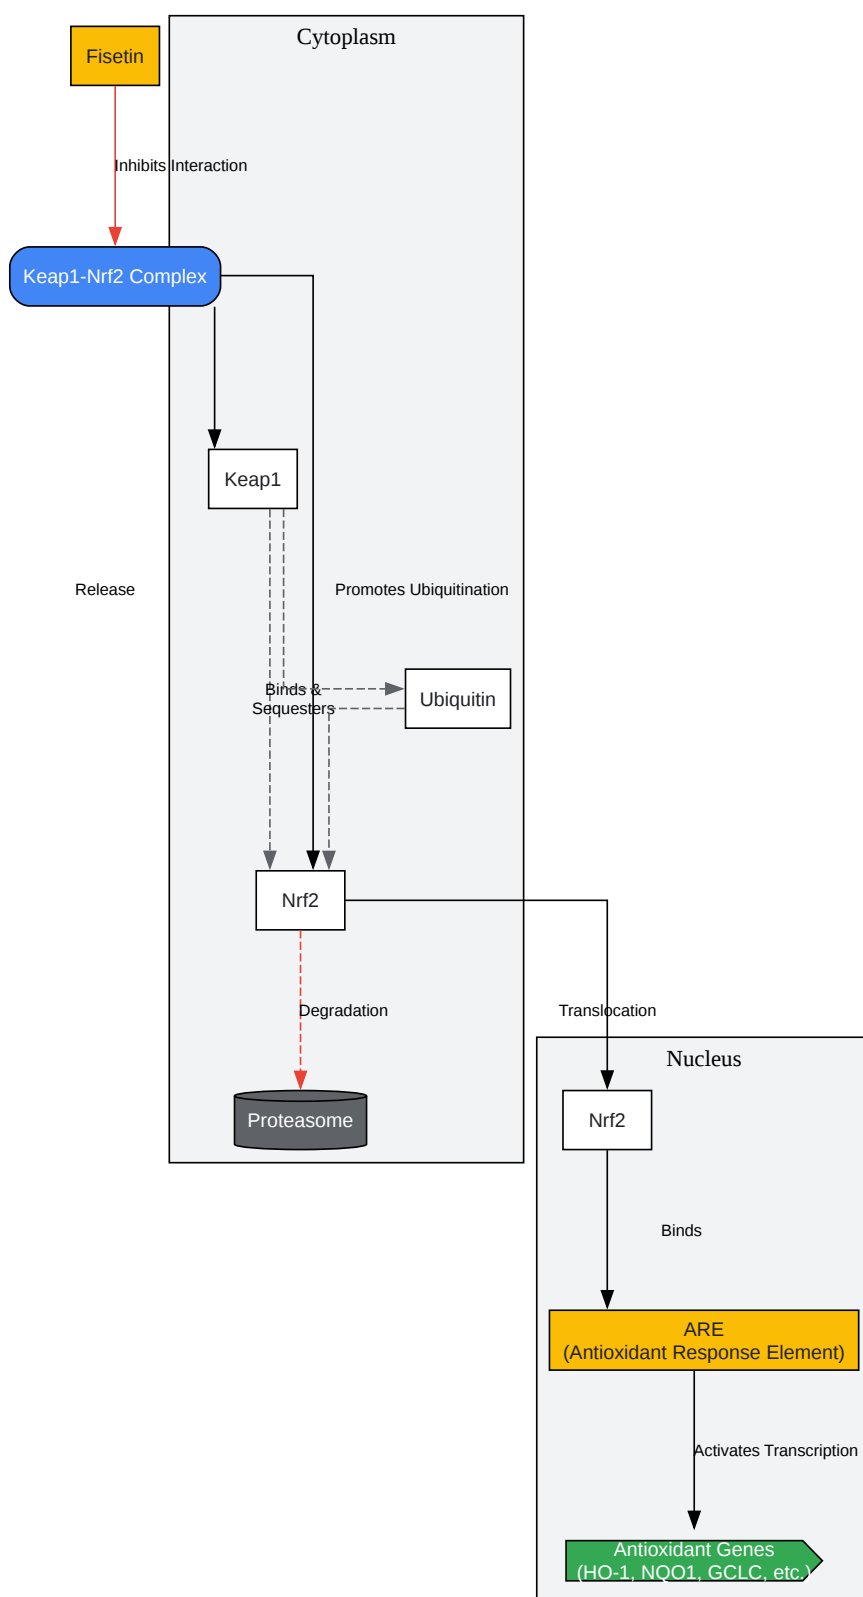 Cytoplasm
Fisetin
Inhibits Interaction
Keap1-Nrf2 Complex
Keap1
Release
Promotes Ubiquitination
Binds &
Sequesters
Ubiquitin
Nrf2
Degradation
Translocation
Nucleus
Proteasome
Nrf2
Binds
ARE
(Antioxidant Response Element)
Activates Transcription
Antioxidant Genes
(HO-1, NQO1, GCLC, etc.)